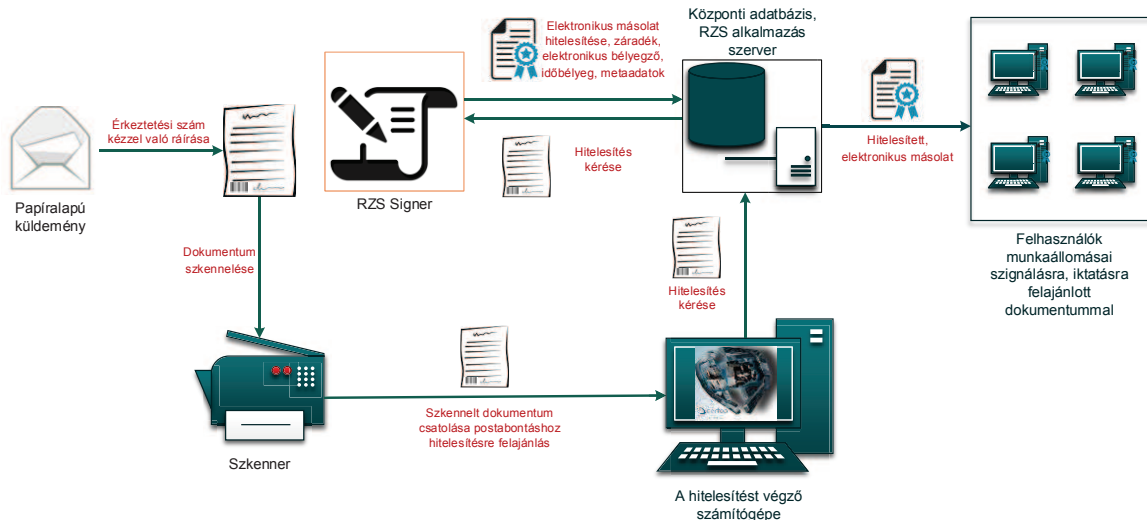 Elektronikus másolat
hitelesítése, záradék,
elektronikus bélyegző,
időbélyeg, metaadatok
Központi adatbázis,
RZS alkalmazás
szerver
Érkeztetési szám
kézzel való ráírása
Papíralapú
küldemény
RZS Signer
Hitelesítés
kérése
Hitelesített,
elektronikus másolat
Dokumentum
szkennelése
Hitelesítés
kérése
Felhasználók
munkaállomásai
szignálásra, iktatásra
felajánlott
dokumentummal
Szkennelt dokumentum
csatolása postabontáshoz
hitelesítésre felajánlás
Szkenner
A hitelesítést végző
számítógépe